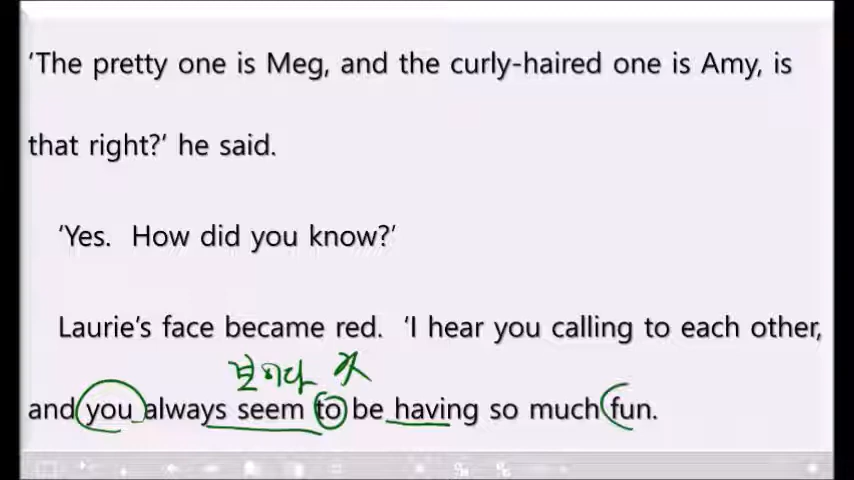 ‘The pretty one is Meg, and the curly-haired one is Amy, is
that right?’ he said.
‘Yes. How did you know?’
Laurie’s face became red. ‘I hear you calling to each other,
보이다
and you always seem to be having so much fun.